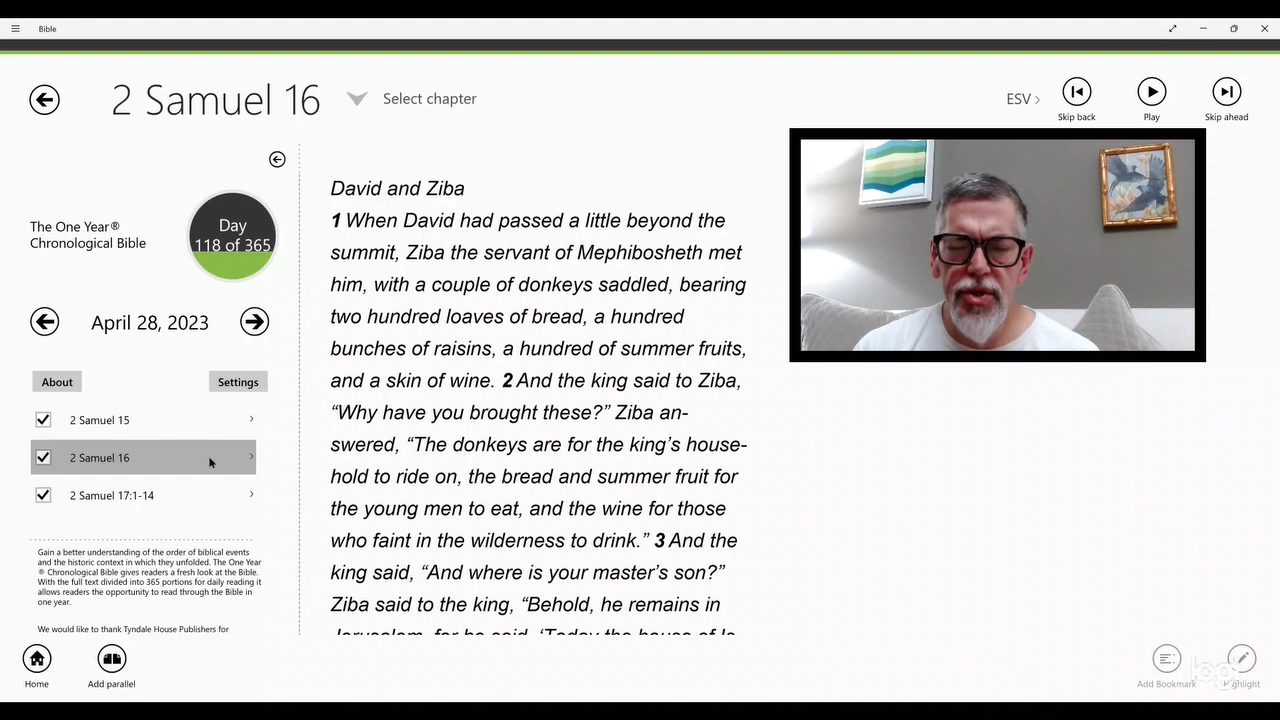 Bible
2 Samuel 16
Select chapter
ESV
Skip back
Play
Skip ahead
The One Year®
Chronological Bible
Day
118 of 365
April 28, 2023
About
Settings
2 Samuel 15
2 Samuel 16
2 Samuel 17:1-14
Gain a better understanding of the order of biblical events
and the historic context in which they unfolded. The One Year
® Chronological Bible gives readers a fresh look at the Bible.
With the full text divided into 365 portions for daily reading it
allows readers the opportunity to read through the Bible in
one year.
We would like to thank Tyndale House Publishers for
David and Ziba
1 When David had passed a little beyond the
summit, Ziba the servant of Mephibosheth met
him, with a couple of donkeys saddled, bearing
two hundred loaves of bread, a hundred
bunches of raisins, a hundred of summer fruits,
and a skin of wine. 2 And the king said to Ziba,
“Why have you brought these?” Ziba an-
swered, “The donkeys are for the king’s house-
hold to ride on, the bread and summer fruit for
the young men to eat, and the wine for those
who faint in the wilderness to drink.” 3 And the
king said, “And where is your master’s son?”
Ziba said to the king, “Behold, he remains in
Jerusalem, for he said, ‘Today the house of Is-
Home
Add parallel
Add Bookmark
Highlight
logi